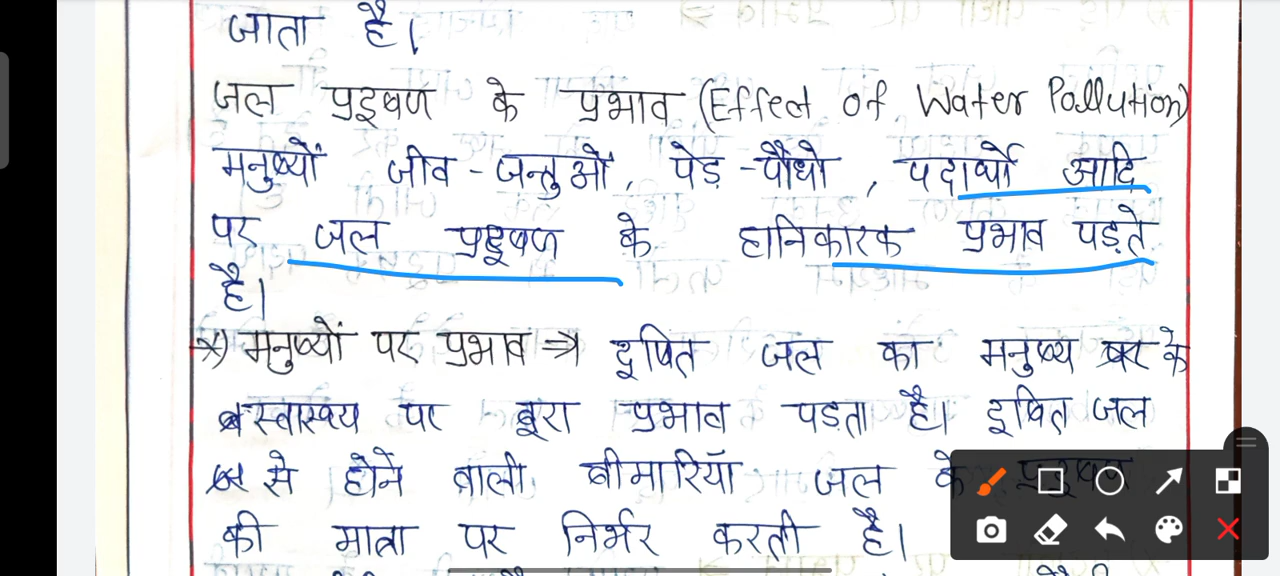 जाता है।
जल प्रदूषण के प्रभाव (Effect of Water Pollution)
मनुष्यों जीव-जन्तुओं, पेड़-पौधो, पदार्थो आदि
पर जल प्रदूषण के हानिकारक प्रभाव पड़ते
है।
मनुष्यों पर प्रभाव ⇒ दूषित जल का मनुष्य के
स्वास्थ्य पर बूरा प्रभाव पड़ता है। दूषित जल
से होने बाली बीमारियाँ जल के प्रदूषण
की मात्रा पर निर्भर करती है।